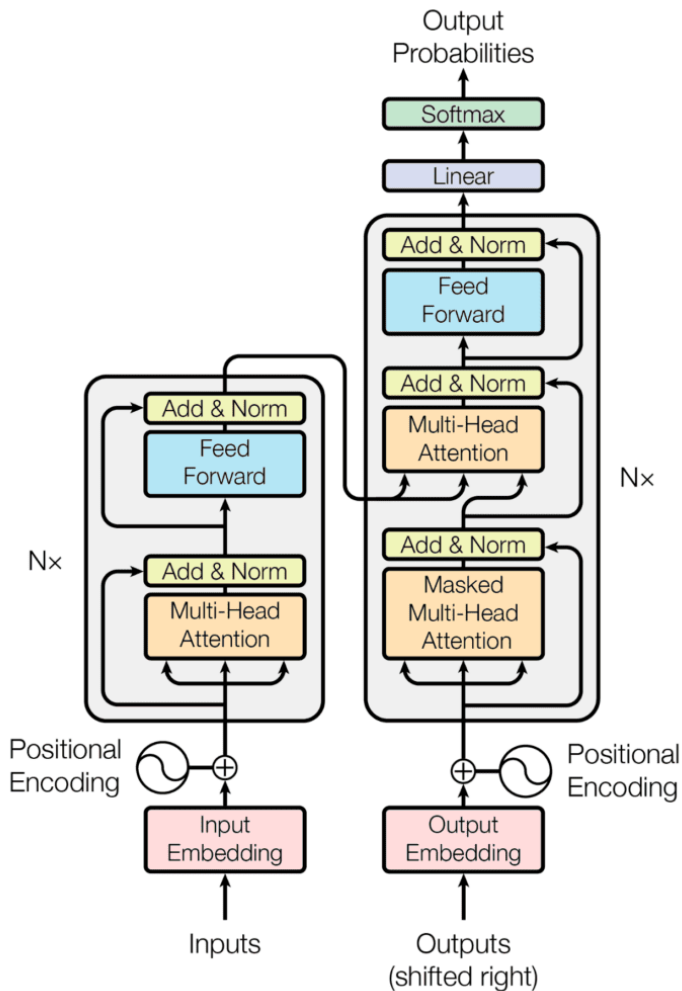 Output
Probabilities
Softmax
Linear
Add & Norm
Feed
Forward
Add & Norm
Multi-Head
Attention
Nx
Add & Norm
Masked
Multi-Head
Attention
Add & Norm
Feed
Forward
Nx
Add & Norm
Multi-Head
Attention
Positional
Encoding
Positional
Encoding
Input
Embedding
Output
Embedding
Inputs
Outputs
(shifted right)